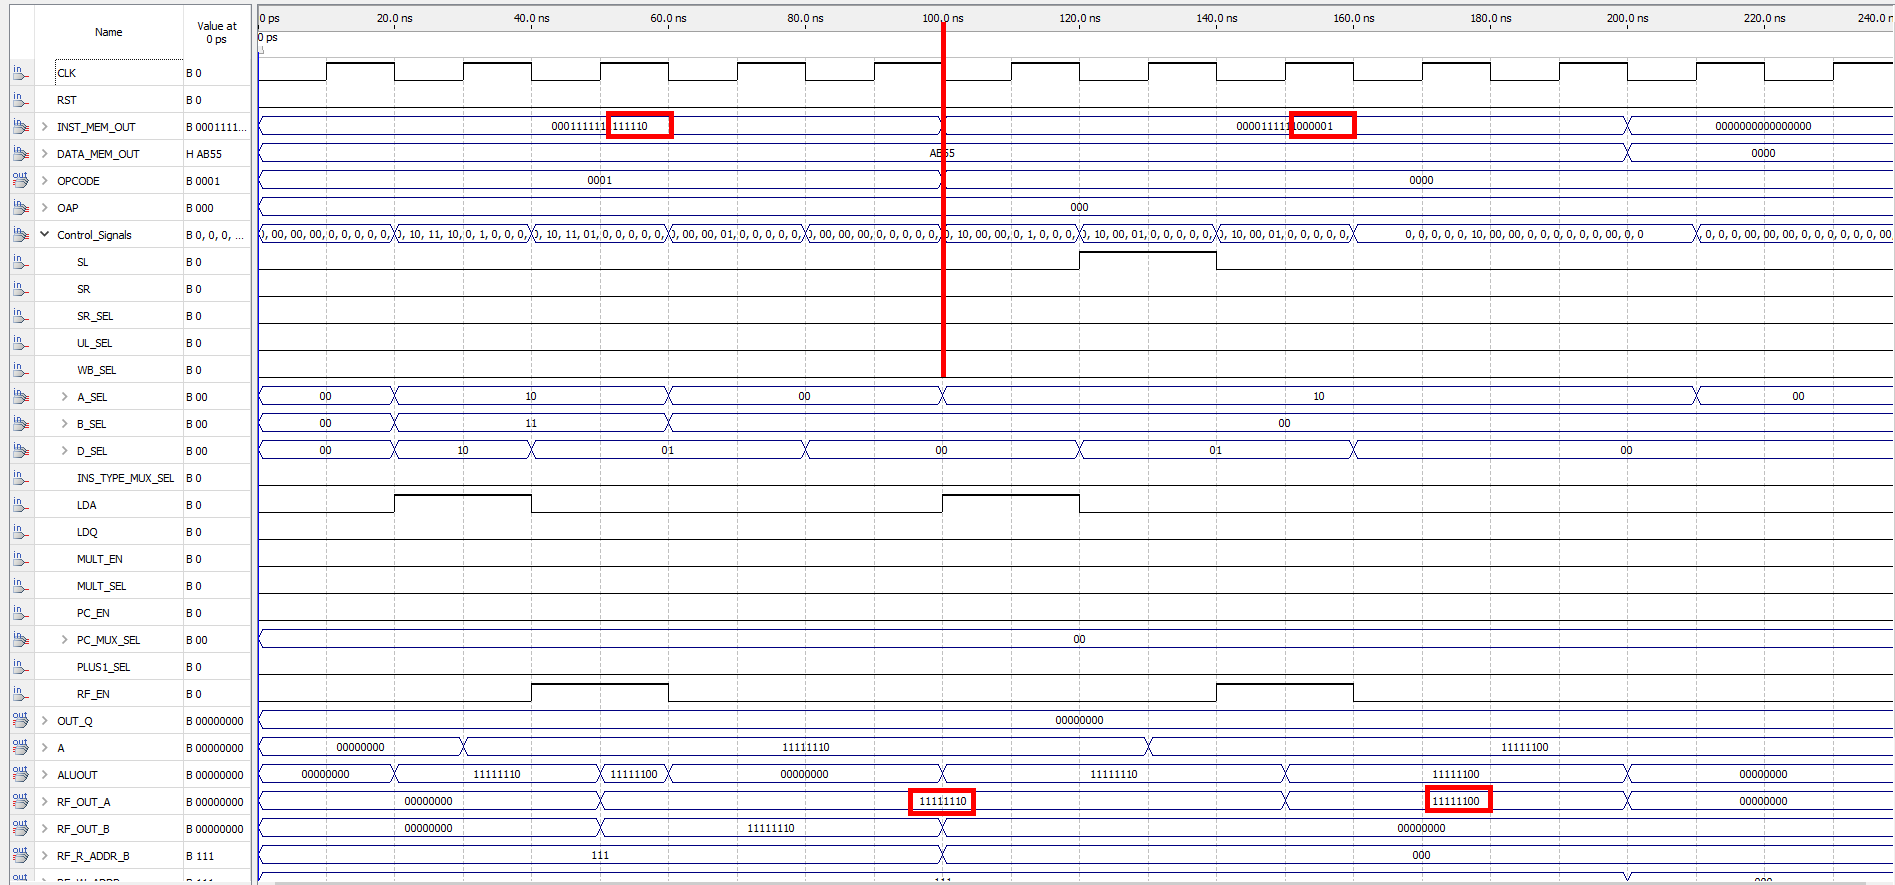 Name Value at 0 ps 0 ps 20.0 ns 40.0 ns 60.0 ns 80.0 ns 100.0 ns 120.0 ns 140.0 ns 160.0 ns 180.0 ns 200.0 ns 220.0 ns 240.0 n
0 ps
CLK B 0
RST B 0
INST_MEM_OUT B 0001111... 0001111111111110 0000111111000001 0000000000000000
DATA_MEM_OUT H AB55 AB55 0000
OPCODE B 0001 0001 0000
OAP B 000 000
Control_Signals B 0, 0, 0, ... 0, 00, 00, 00, 0, 0, 0, 0, 0, 10, 11, 10, 0, 1, 0, 0, 0, 10, 11, 01, 0, 0, 0, 0, 0, 00, 00, 01, 0, 0, 0, 0, 0, 00, 00, 00, 0, 0, 0, 0, 0, 10, 00, 00, 0, 1, 0, 0, 0, 10, 00, 01, 0, 0, 0, 0, 0, 10, 00, 01, 0, 0, 0, 0, 0, 0, 0, 0, 0, 0, 10, 00, 00, 0, 0, 0, 0, 0, 0, 00, 00, 0 , 0, 0, 0, 00, 00, 00, 0, 0, 0, 0, 0, 0, 00,
SL B 0
SR B 0
SR_SEL B 0
UL_SEL B 0
WB_SEL B 0
A_SEL B 00 00 10 00 10 00
B_SEL B 00 00 11 00
D_SEL B 00 00 10 01 00 01 00
INS_TYPE_MUX_SEL B 0
LDA B 0
LDQ B 0
MULT_EN B 0
MULT_SEL B 0
PC_EN B 0
PC_MUX_SEL B 00 00
PLUS1_SEL B 0
RF_EN B 0
OUT_Q B 00000000 00000000
A B 00000000 00000000 11111110 11111100
ALUOUT B 00000000 00000000 11111110 11111100 00000000 11111110 11111100 00000000
RF_OUT_A B 00000000 00000000 11111110 11111100 00000000
RF_OUT_B B 00000000 00000000 11111110 00000000
RF_R_ADDR_B B 111 111 000